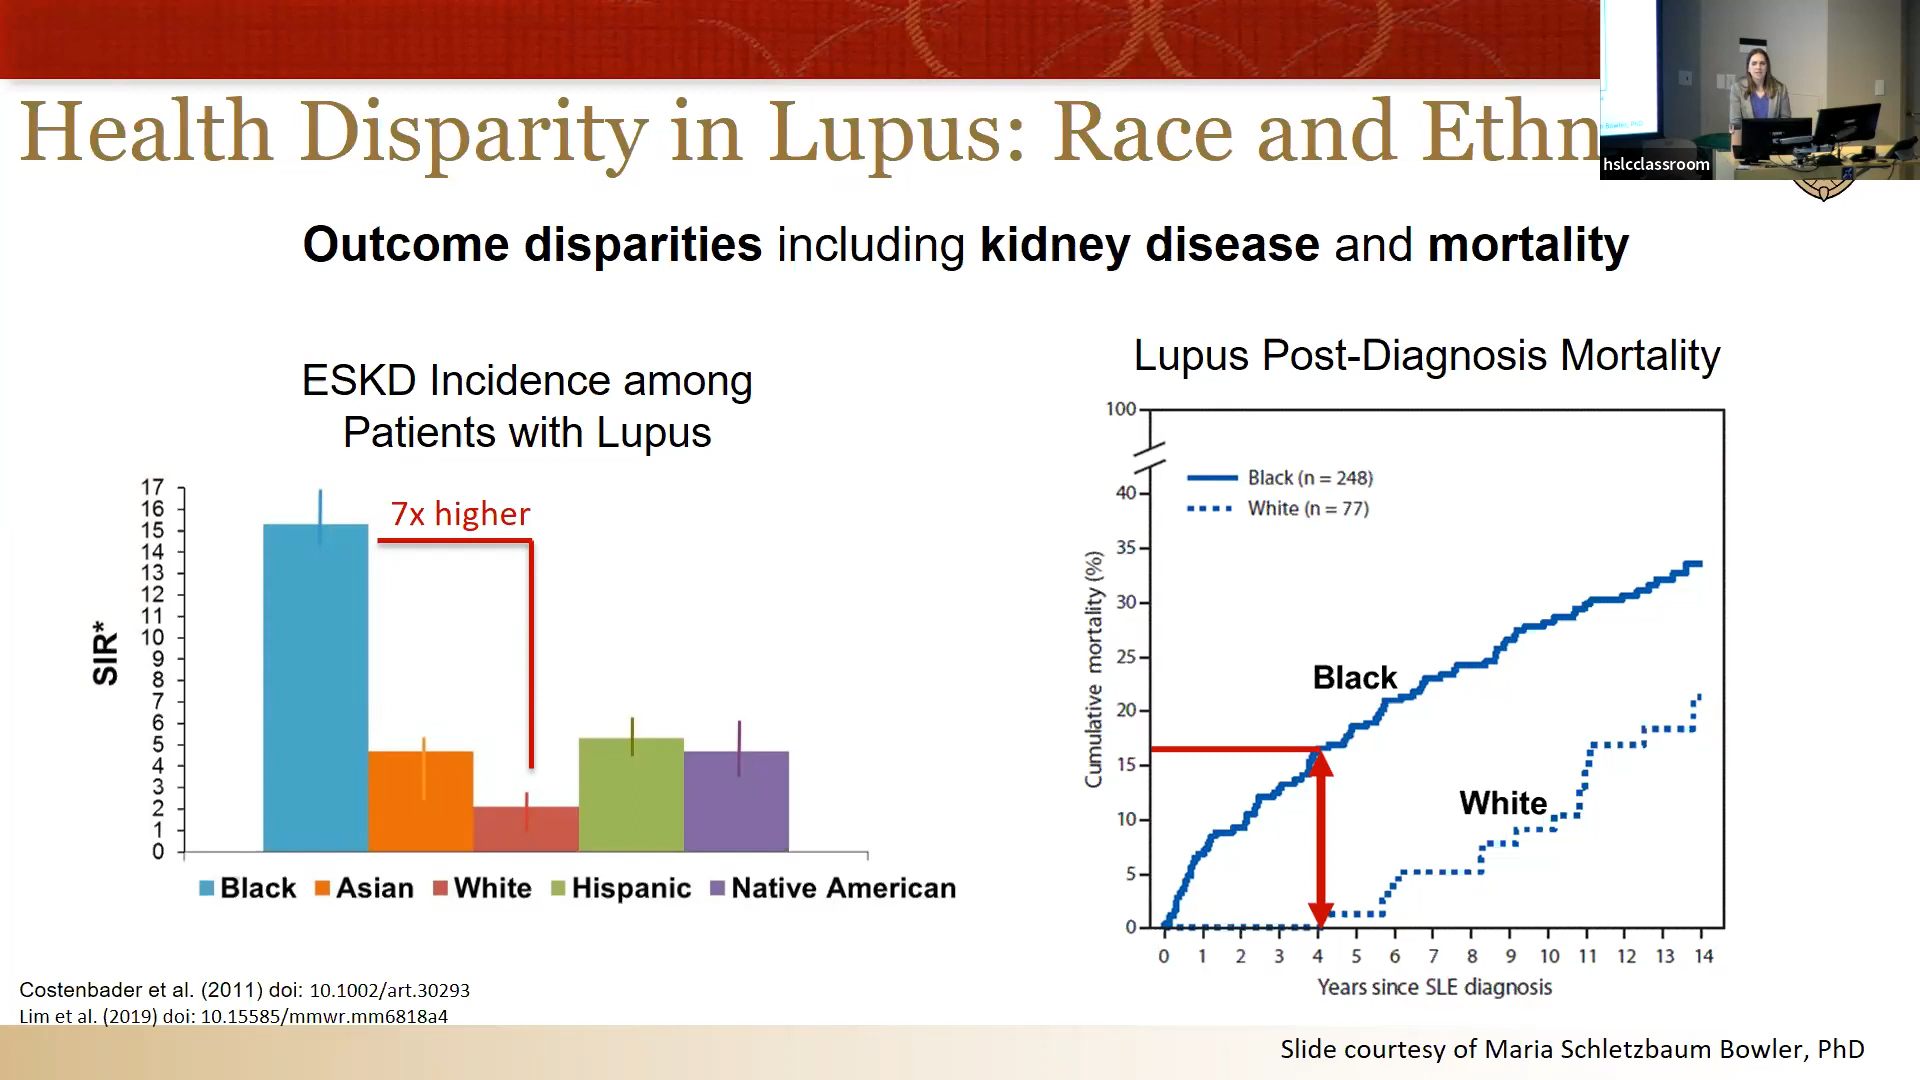 Health Disparity in Lupus: Race and Ethn
hslcclassroom
Outcome disparities including kidney disease and mortality
ESKD Incidence among
Patients with Lupus
17
16
15
14
13
12
11
10
9
8
7
6
5
4
3
2
1
0
SIR*
7x higher
Black Asian White Hispanic Native American
Lupus Post-Diagnosis Mortality
100
40
35
30
25
20
15
10
5
0
Cumulative mortality (%)
Black (n = 248)
White (n = 77)
Black
White
0 1 2 3 4 5 6 7 8 9 10 11 12 13 14
Years since SLE diagnosis
Costenbader et al. (2011) doi: 10.1002/art.30293
Lim et al. (2019) doi: 10.15585/mmwr.mm6818a4
Slide courtesy of Maria Schletzbaum Bowler, PhD